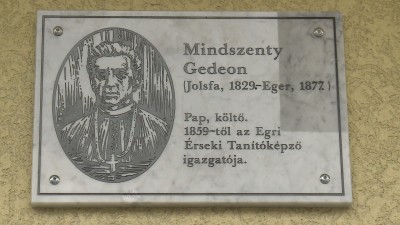 Mindszenty
Gedeon
(Jolsfa, 1829.-Eger, 1877.)
Pap, költő.
1859-től az Egri
Érseki Tanítóképző
igazgatója.